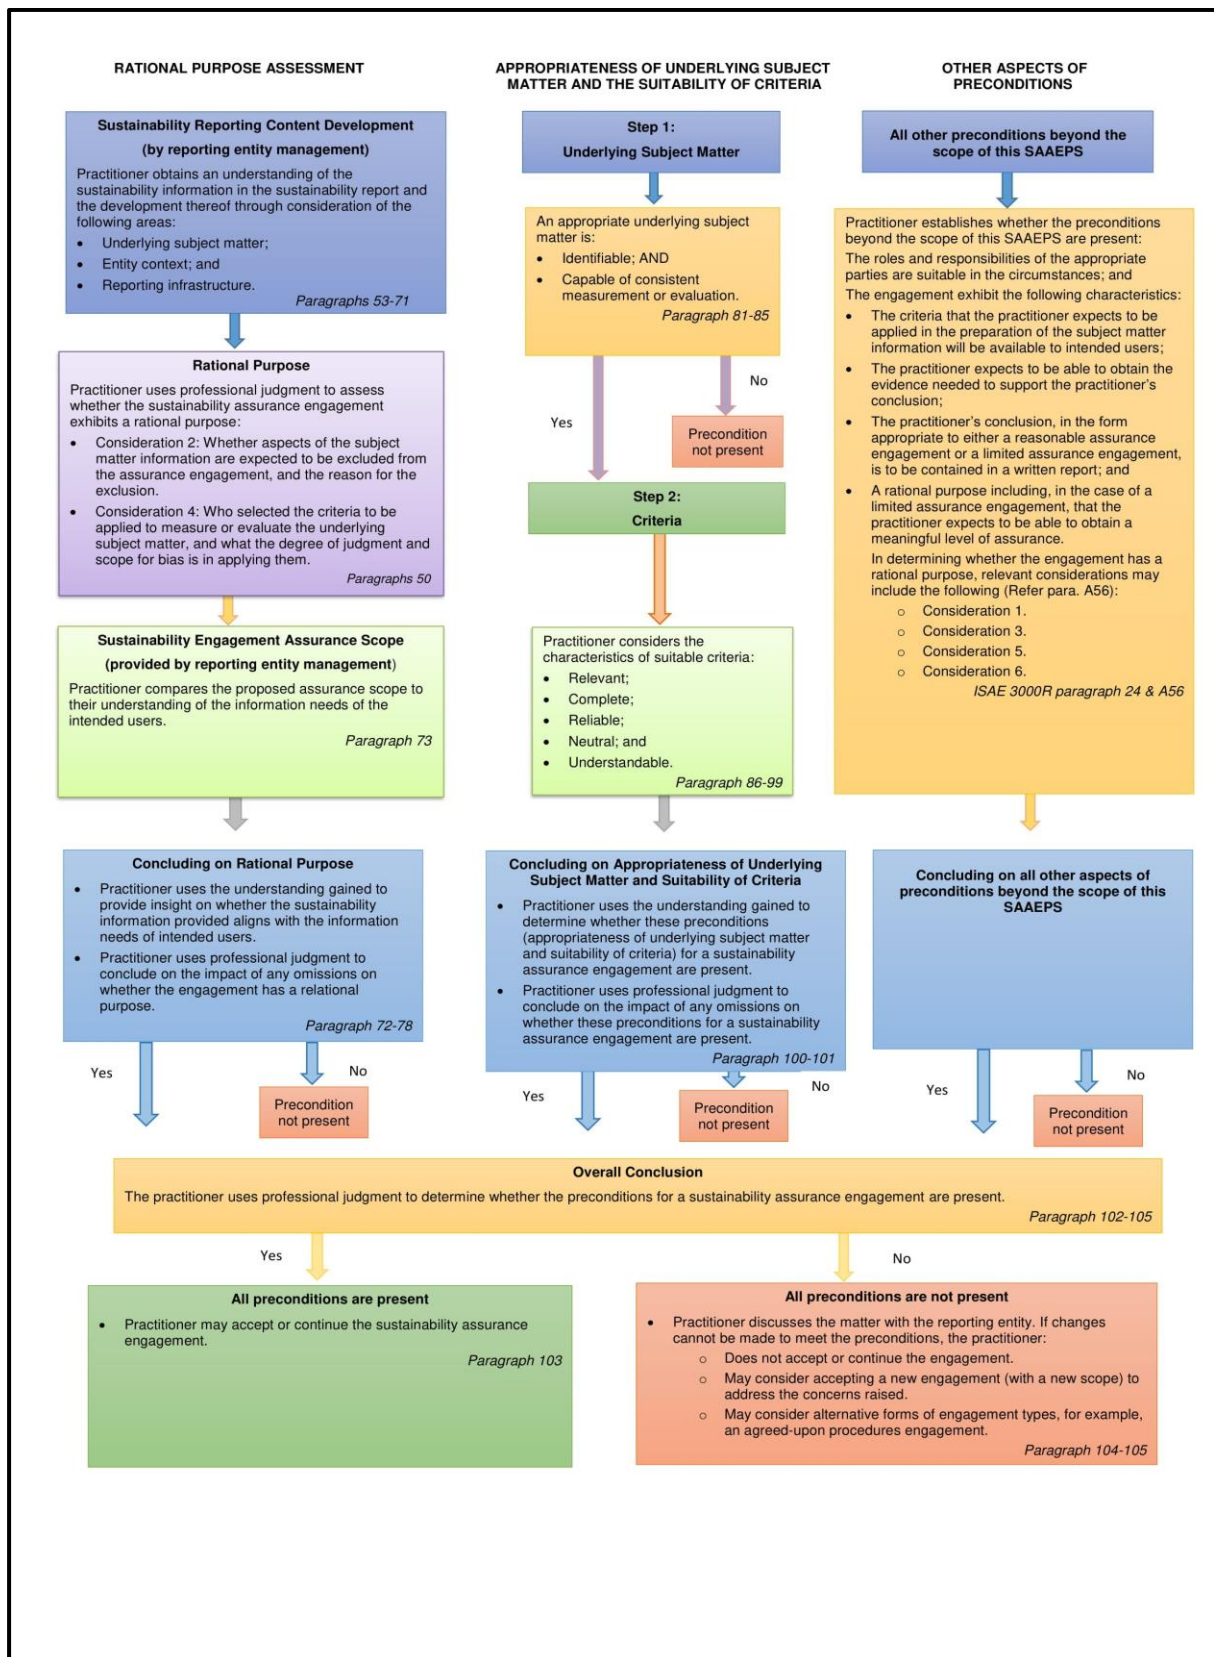 RATIONAL PURPOSE ASSESSMENT
Sustainability Reporting Content Development
(by reporting entity management)
Practitioner obtains an understanding of the
sustainability information in the sustainability report and
the development thereof through consideration of the
following areas:
• Underlying subject matter;
• Entity context; and
• Reporting infrastructure.
Paragraphs 53-71
Rational Purpose
Practitioner uses professional judgment to assess
whether the sustainability assurance engagement
exhibits a rational purpose:
• Consideration 2: Whether aspects of the subject
matter information are expected to be excluded from
the assurance engagement, and the reason for the
exclusion.
• Consideration 4: Who selected the criteria to be
applied to measure or evaluate the underlying
subject matter, and what the degree of judgment and
scope for bias is in applying them.
Paragraphs 50
Sustainability Engagement Assurance Scope
(provided by reporting entity management)
Practitioner compares the proposed assurance scope to
their understanding of the information needs of the
intended users.
Paragraph 73
Concluding on Rational Purpose
• Practitioner uses the understanding gained to
provide insight on whether the sustainability
information provided aligns with the information
needs of intended users.
• Practitioner uses professional judgment to
conclude on the impact of any omissions on
whether the engagement has a relational
purpose.
Paragraph 72-78
Yes
No
Precondition
not present
APPROPRIATENESS OF UNDERLYING SUBJECT
MATTER AND THE SUITABILITY OF CRITERIA
Step 1:
Underlying Subject Matter
An appropriate underlying subject
matter is:
• Identifiable; AND
• Capable of consistent
measurement or evaluation.
Paragraph 81-85
Yes
No
Precondition
not present
Step 2:
Criteria
Practitioner considers the
characteristics of suitable criteria:
• Relevant;
• Complete;
• Reliable;
• Neutral; and
• Understandable.
Paragraph 86-99
Concluding on Appropriateness of Underlying
Subject Matter and Suitability of Criteria
• Practitioner uses the understanding gained to
determine whether these preconditions
(appropriateness of underlying subject matter
and suitability of criteria) for a sustainability
assurance engagement are present.
• Practitioner uses professional judgment to
conclude on the impact of any omissions on
whether these preconditions for a sustainability
assurance engagement are present.
Paragraph 100-101
Yes
No
Precondition
not present
OTHER ASPECTS OF
PRECONDITIONS
All other preconditions beyond the
scope of this SAAEPS
Practitioner establishes whether the preconditions
beyond the scope of this SAAEPS are present:
The roles and responsibilities of the appropriate
parties are suitable in the circumstances; and
The engagement exhibit the following characteristics:
• The criteria that the practitioner expects to be
applied in the preparation of the subject matter
information will be available to intended users;
• The practitioner expects to be able to obtain the
evidence needed to support the practitioner's
conclusion;
• The practitioner's conclusion, in the form
appropriate to either a reasonable assurance
engagement or a limited assurance engagement,
is to be contained in a written report; and
• A rational purpose including, in the case of a
limited assurance engagement, that the
practitioner expects to be able to obtain a
meaningful level of assurance.
In determining whether the engagement has a
rational purpose, relevant considerations may
include the following (Refer para. A56):
o Consideration 1.
o Consideration 3.
o Consideration 5.
o Consideration 6.
ISAE 3000R paragraph 24 & A56
Concluding on all other aspects of
preconditions beyond the scope of this
SAAEPS
Yes
No
Precondition
not present
Overall Conclusion
The practitioner uses professional judgment to determine whether the preconditions for a sustainability assurance engagement are present.
Paragraph 102-105
Yes
No
All preconditions are present
• Practitioner may accept or continue the sustainability assurance
engagement.
Paragraph 103
All preconditions are not present
• Practitioner discusses the matter with the reporting entity. If changes
cannot be made to meet the preconditions, the practitioner:
o Does not accept or continue the engagement.
o May consider accepting a new engagement (with a new scope) to
address the concerns raised.
o May consider alternative forms of engagement types, for example,
an agreed-upon procedures engagement.
Paragraph 104-105